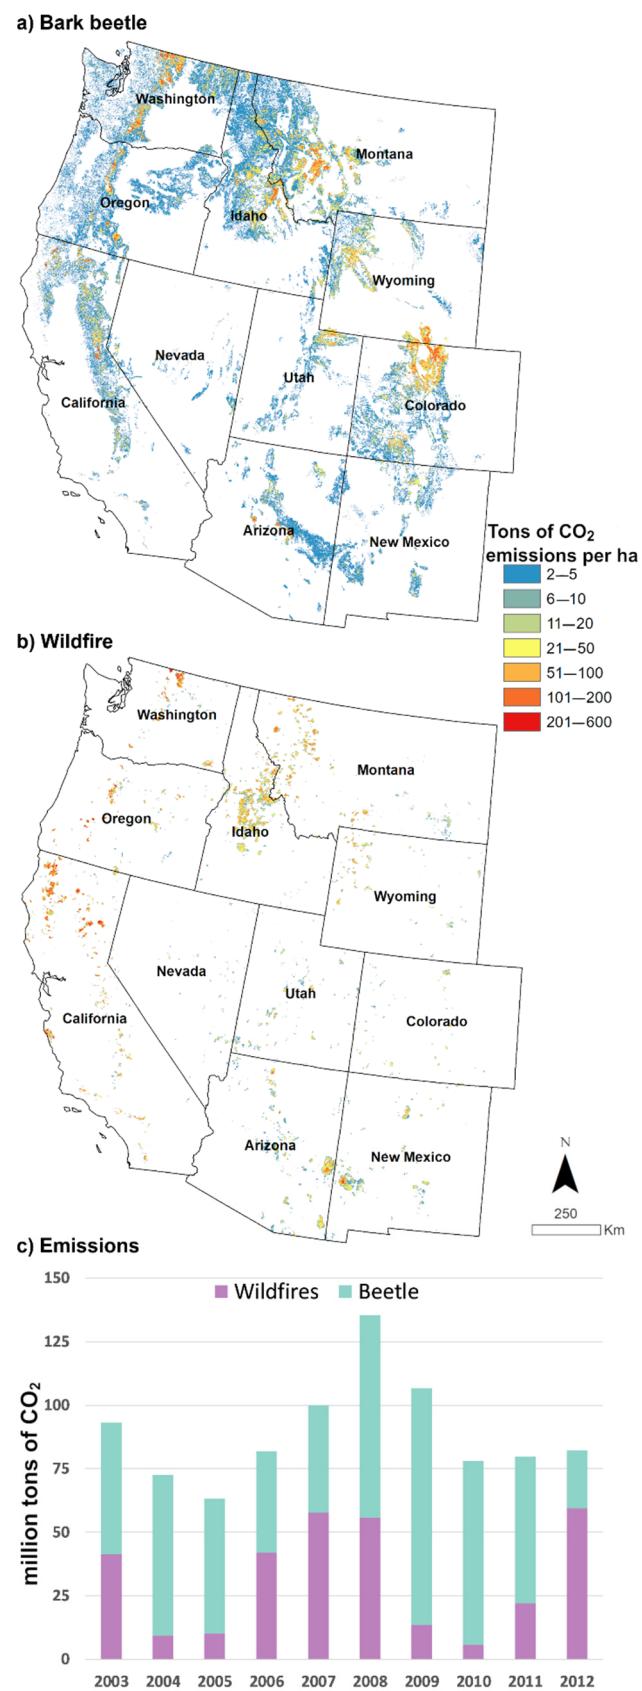 a) Bark beetle
Washington
Montana
Oregon
Idaho
Wyoming
Nevada
Utah
California
Colorado
Arizona
New Mexico
Tons of CO₂
emissions per ha
2—5
6—10
11—20
21—50
51—100
101—200
201—600
b) Wildfire
Washington
Montana
Oregon
Idaho
Wyoming
Nevada
Utah
California
Colorado
Arizona
New Mexico
N
250
Km
c) Emissions
Wildfires Beetle
million tons of CO₂
150
125
100
75
50
25
0
2003 2004 2005 2006 2007 2008 2009 2010 2011 2012